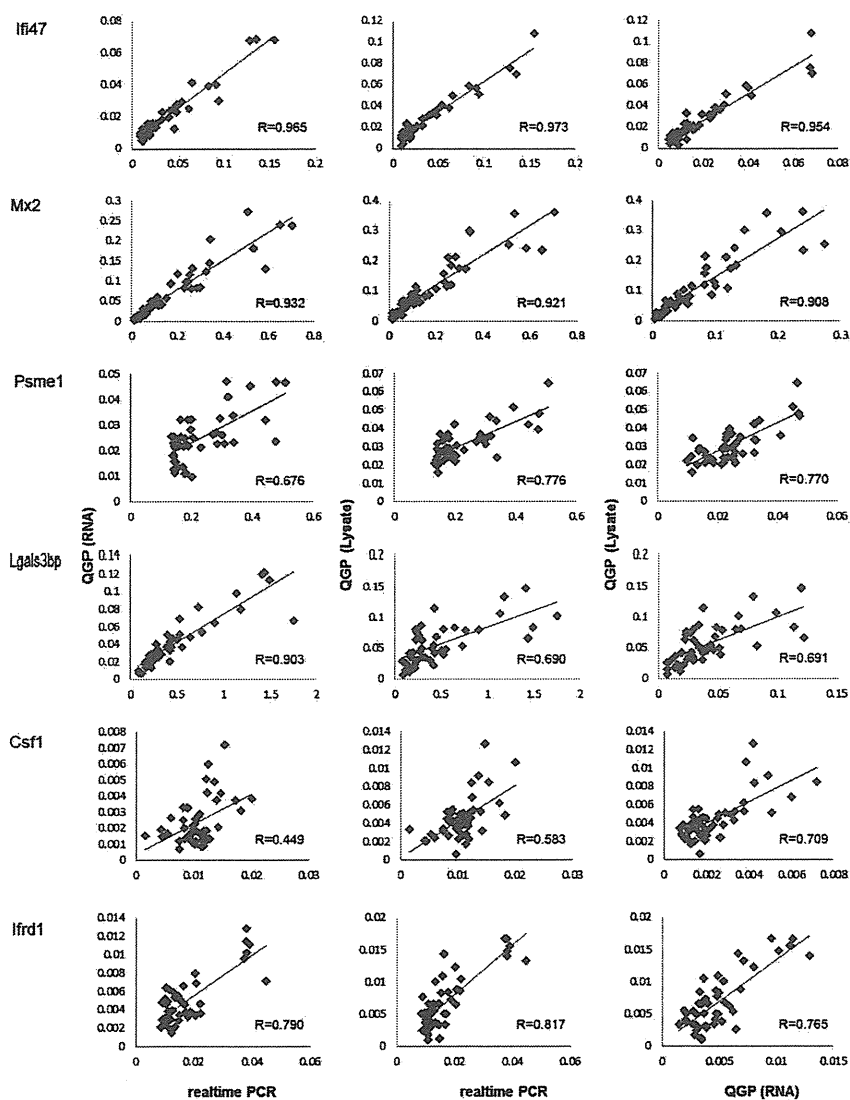 Ifi47
0.08
0.06
0.04
0.02
0
0 0.05 0.1 0.15 0.2
R=0.965
0.12
0.1
0.08
0.06
0.04
0.02
0
0 0.05 0.1 0.15 0.2
R=0.973
0.12
0.1
0.08
0.06
0.04
0.02
0
0 0.02 0.04 0.06 0.08
R=0.954
Mx2
0.3
0.25
0.2
0.15
0.1
0.05
0
0 0.2 0.4 0.6 0.8
R=0.932
0.4
0.3
0.2
0.1
0
0 0.2 0.4 0.6 0.8
R=0.921
0.4
0.3
0.2
0.1
0
0 0.1 0.2 0.3
R=0.908
Psme1
0.05
0.04
0.03
0.02
0.01
0
0 0.2 0.4 0.6
R=0.676
0.07
0.06
0.05
0.04
0.03
0.02
0.01
0
0 0.2 0.4 0.6
R=0.776
0.07
0.06
0.05
0.04
0.03
0.02
0.01
0
0 0.02 0.04 0.06
R=0.770
QGP (RNA)
QGP (Lysate)
QGP (Lysate)
Lgals3bp
0.14
0.12
0.1
0.08
0.06
0.04
0.02
0
0 0.5 1 1.5 2
R=0.903
0.2
0.15
0.1
0.05
0
0 0.5 1 1.5 2
R=0.690
0.2
0.15
0.1
0.05
0
0 0.05 0.1 0.15
R=0.691
Csf1
0.008
0.007
0.006
0.005
0.004
0.003
0.002
0.001
0
0 0.01 0.02 0.03
R=0.449
0.014
0.012
0.01
0.008
0.006
0.004
0.002
0
0 0.01 0.02 0.03
R=0.583
0.014
0.012
0.01
0.008
0.006
0.004
0.002
0
0 0.002 0.004 0.006 0.008
R=0.709
Ifrd1
0.014
0.012
0.01
0.008
0.006
0.004
0.002
0
0 0.02 0.04 0.06
R=0.790
0.02
0.015
0.01
0.005
0
0 0.02 0.04 0.06
R=0.817
0.02
0.015
0.01
0.005
0
0 0.005 0.01 0.015
R=0.765
realtime PCR
realtime PCR
QGP (RNA)